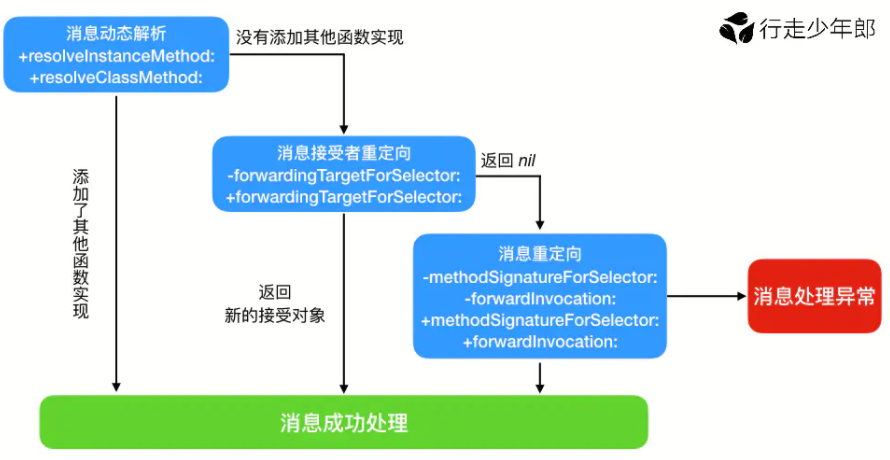 行走少年郎
消息动态解析
+resolveInstanceMethod:
+resolveClassMethod:
没有添加其他函数实现
添加了其他函数实现
消息接受者重定向
-forwardingTargetForSelector:
+forwardingTargetForSelector:
返回 nil
返回
新的接受对象
消息重定向
-methodSignatureForSelector:
-forwardInvocation:
+methodSignatureForSelector:
+forwardInvocation:
消息处理异常
消息成功处理